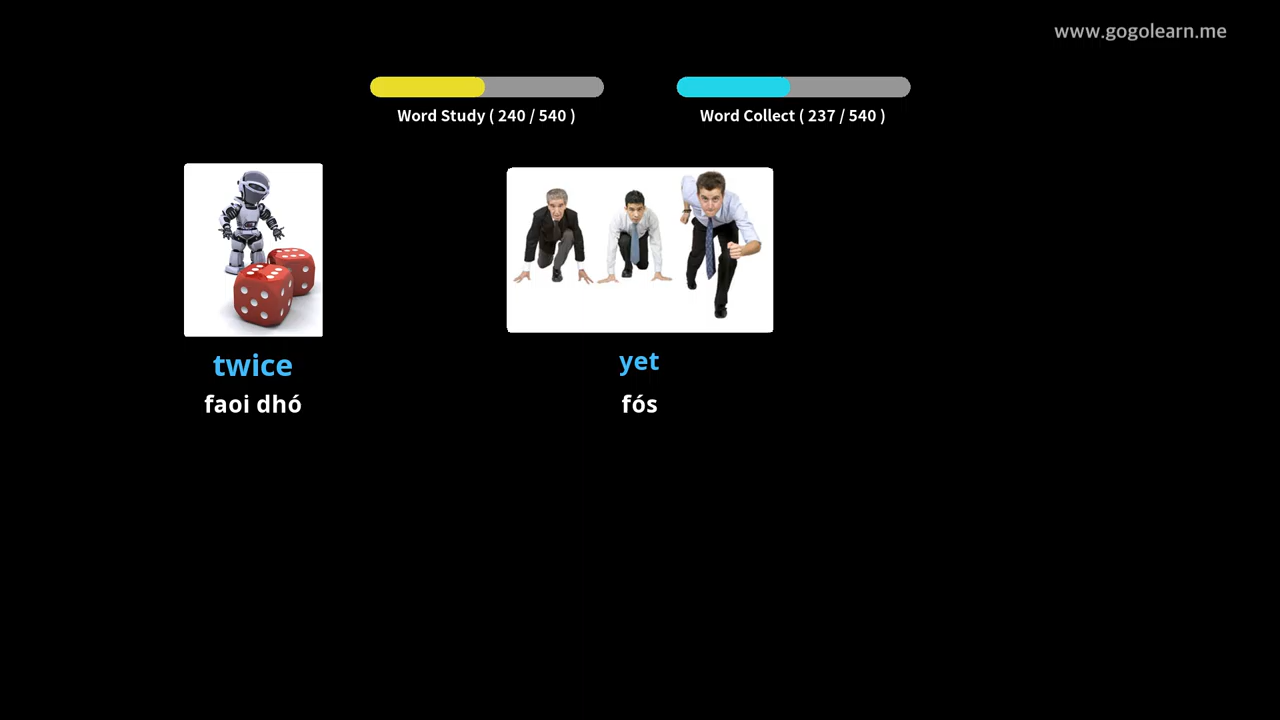 www.gogolearn.me
Word Study ( 240 / 540 )
Word Collect ( 237 / 540 )
twice
faoi dhó
yet
fós